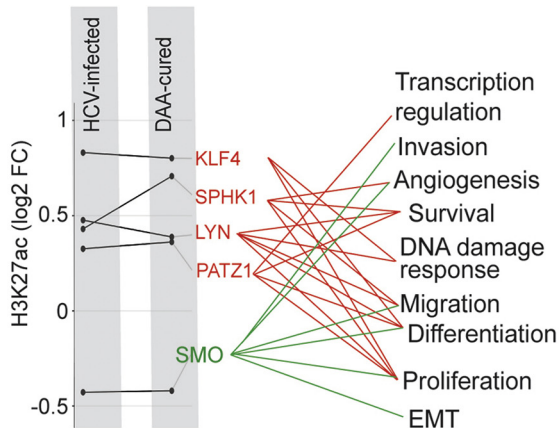 HCV-infected
DAA-cured
H3K27ac (log2 FC)
1
0.5
0
-0.5
KLF4
SPHK1
LYN
PATZ1
SMO
Transcription
regulation
Invasion
Angiogenesis
Survival
DNA damage
response
Migration
Differentiation
Proliferation
EMT